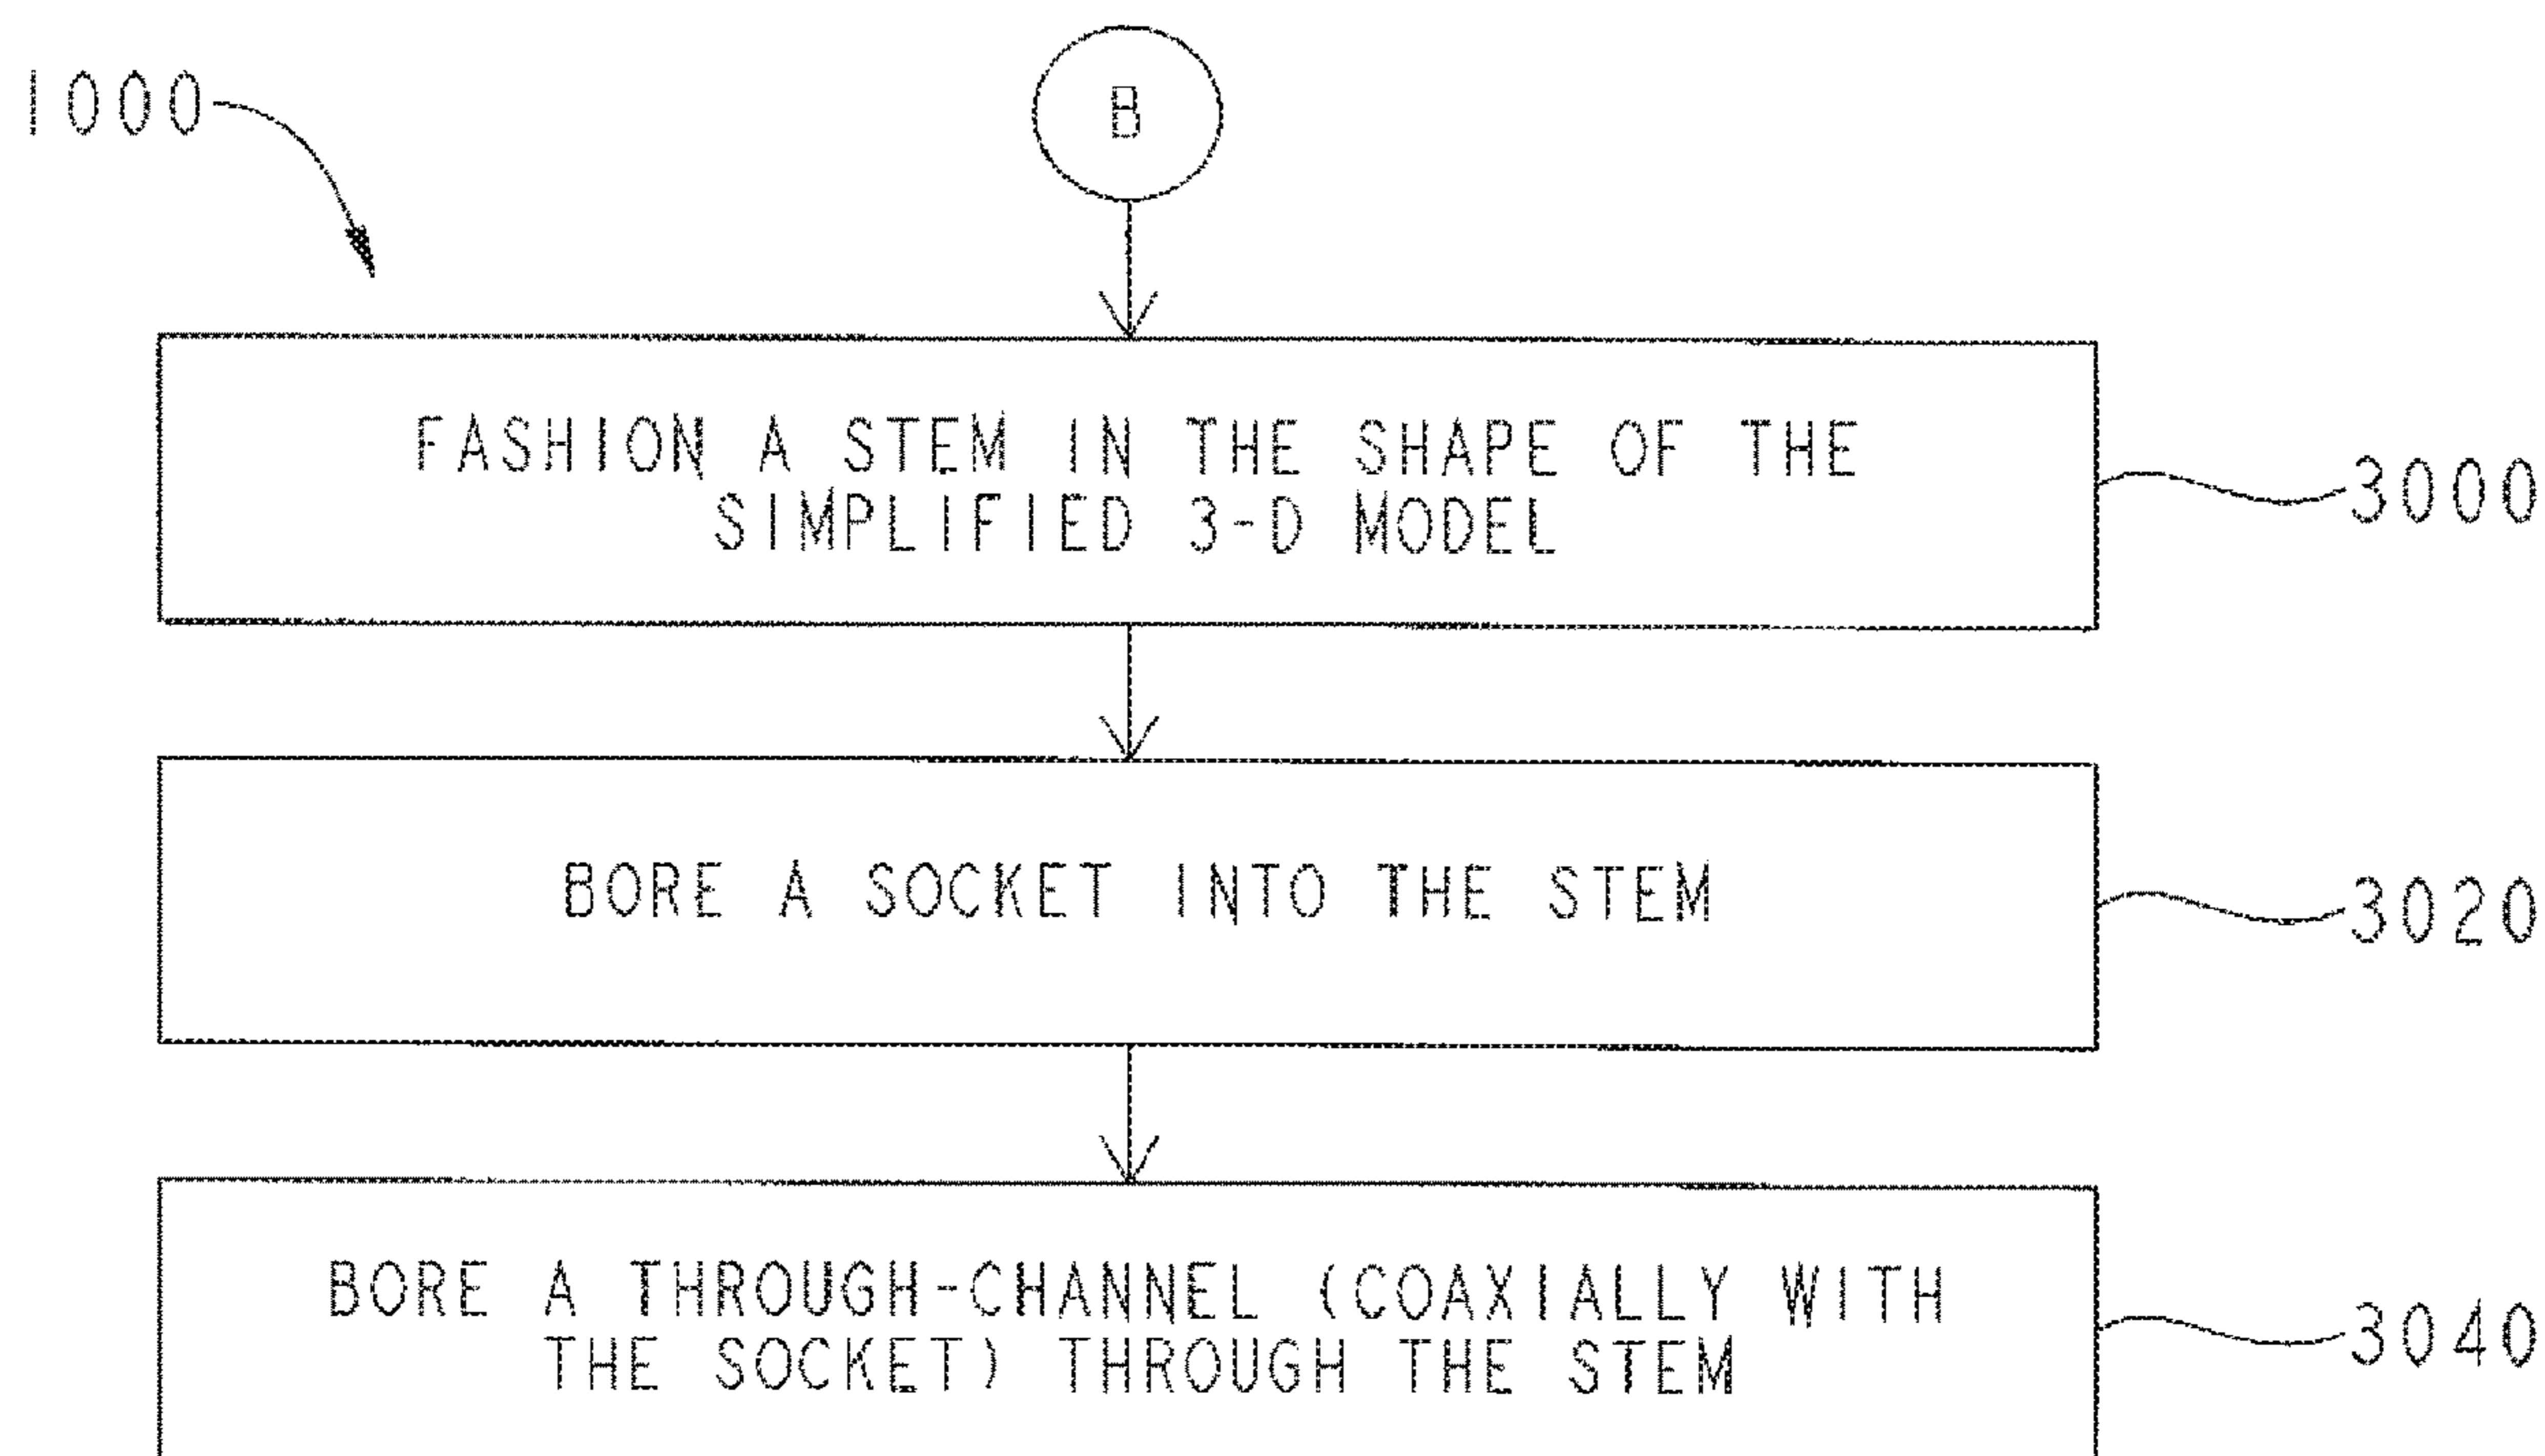 1000
B
FASHION A STEM IN THE SHAPE OF THE
SIMPLIFIED 3-D MODEL
3000
BORE A SOCKET INTO THE STEM
3020
BORE A THROUGH-CHANNEL (COAXIALLY WITH
THE SOCKET) THROUGH THE STEM
3040